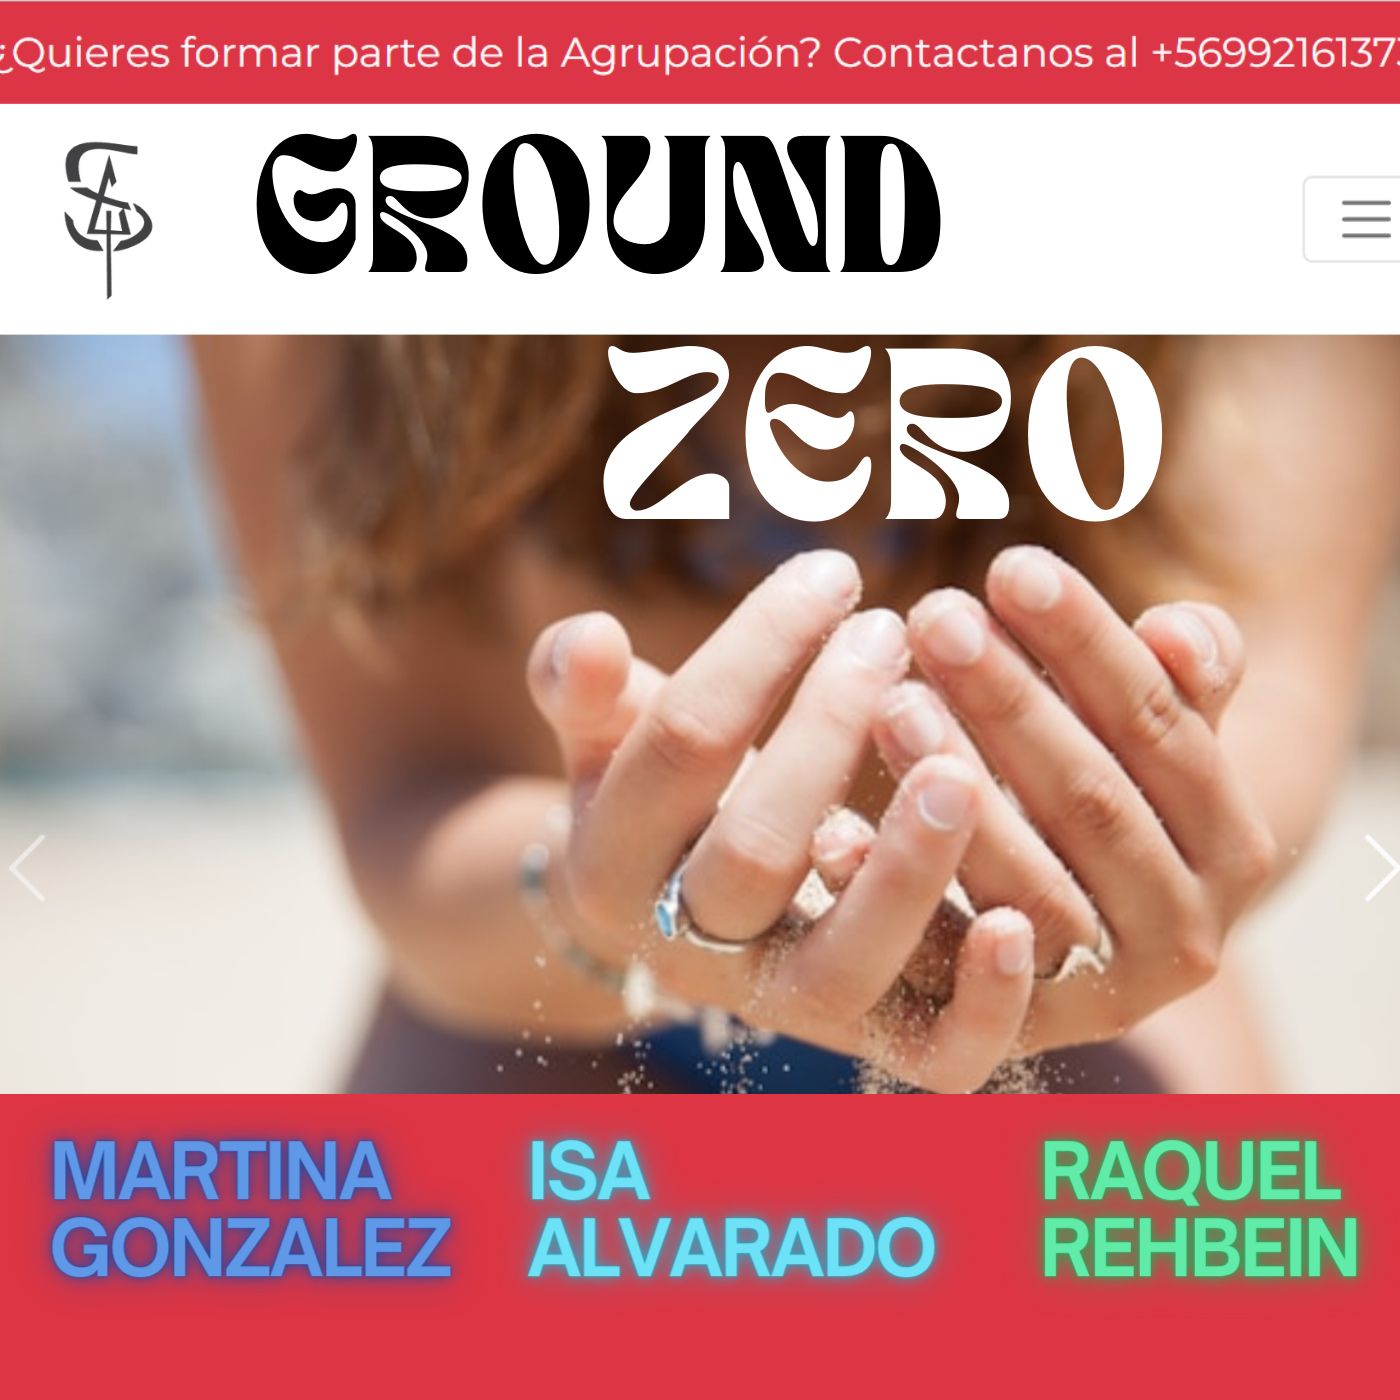 ¿Quieres formar parte de la Agrupación? Contactanos al +56992161373
GROUND
ZERO
MARTINA
GONZALEZ
ISA
ALVARADO
RAQUEL
REHBEIN